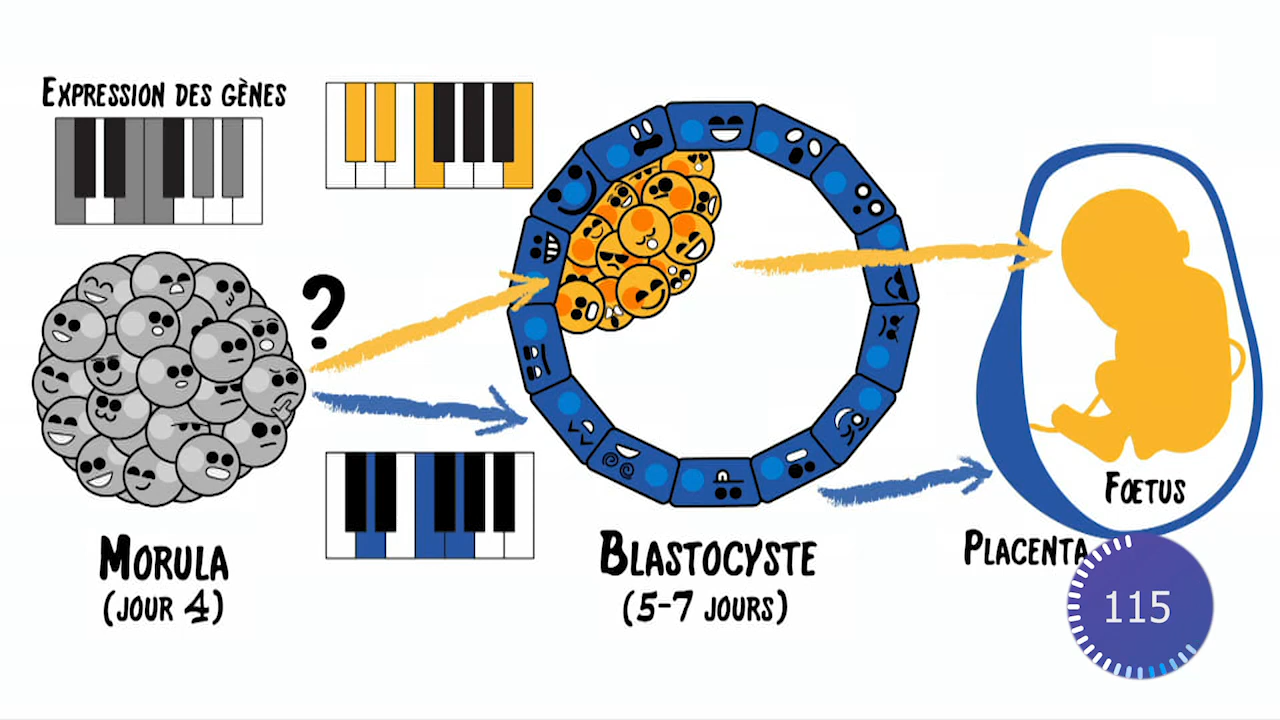 EXPRESSION DES GÈNES
?
MORULA
(JOUR 4)
BLASTOCYSTE
(5-7 JOURS)
FŒTUS
PLACENTA
115